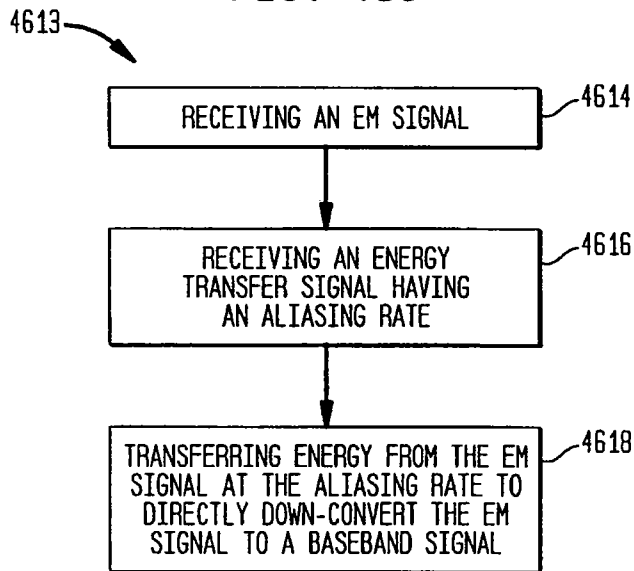 4613
RECEIVING AN EM SIGNAL
4614
RECEIVING AN ENERGY
TRANSFER SIGNAL HAVING
AN ALIASING RATE
4616
TRANSFERRING ENERGY FROM THE EM
SIGNAL AT THE ALIASING RATE TO
DIRECTLY DOWN-CONVERT THE EM
SIGNAL TO A BASEBAND SIGNAL
4618